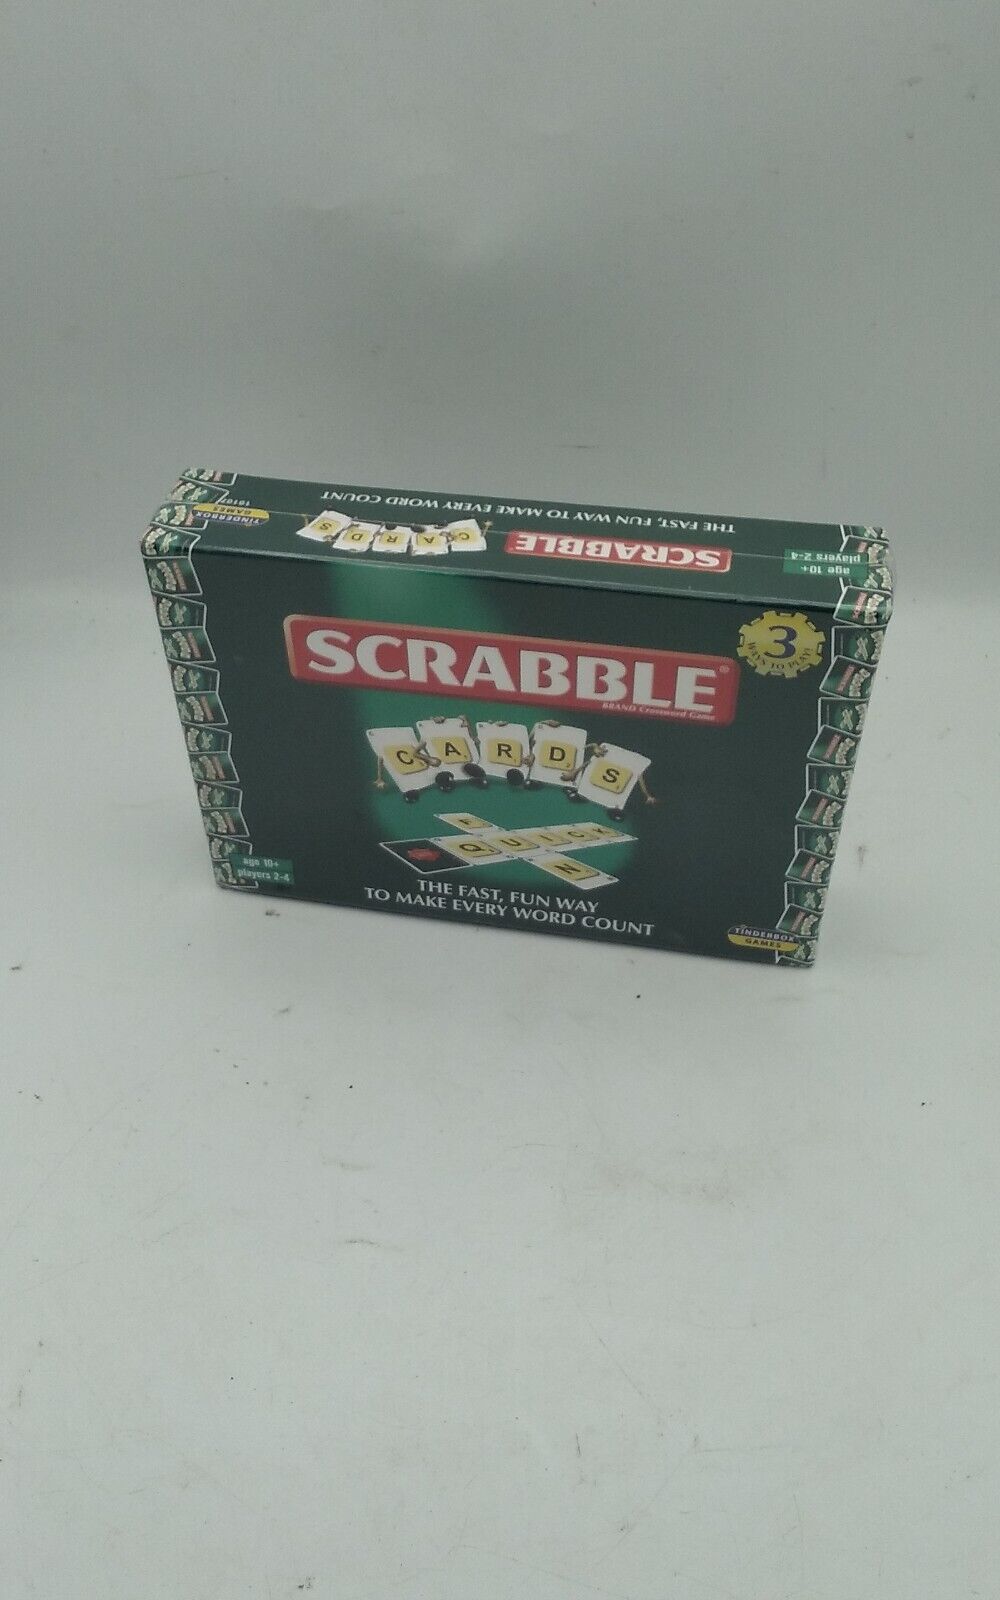 THE FAST, FUN WAY TO MAKE EVERY WORD COUNT
TINDERBOX
GAMES
CARDS
SCRABBLE
age 10+
players 2-4
SCRABBLE®
BRAND Crossword Game
3
WAYS TO PLAY!
CARDS
F
QUICK
N
age 10+
players 2-4
THE FAST, FUN WAY
TO MAKE EVERY WORD COUNT
TINDERBOX
GAMES